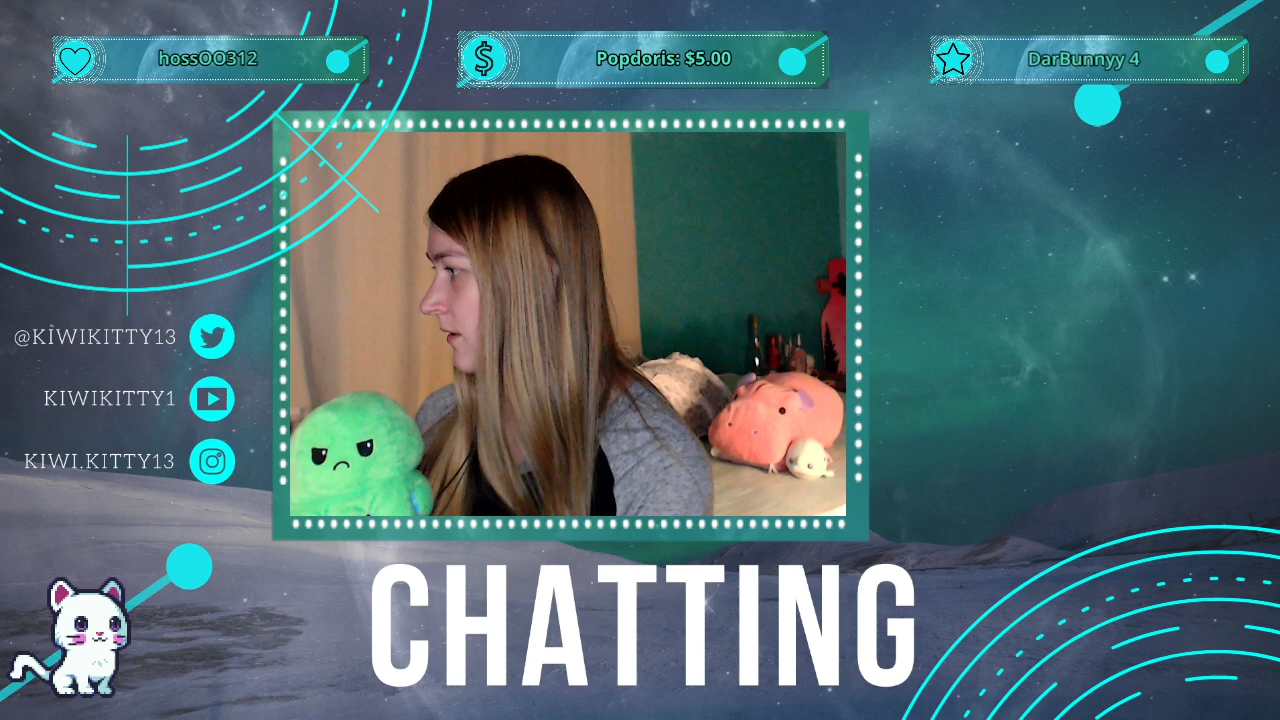 hossOO312
Popdoris: $5.00
DarBunnyy 4
@KIWIKITTY13
KIWIKITTY1
KIWI.KITTY13
CHATTING